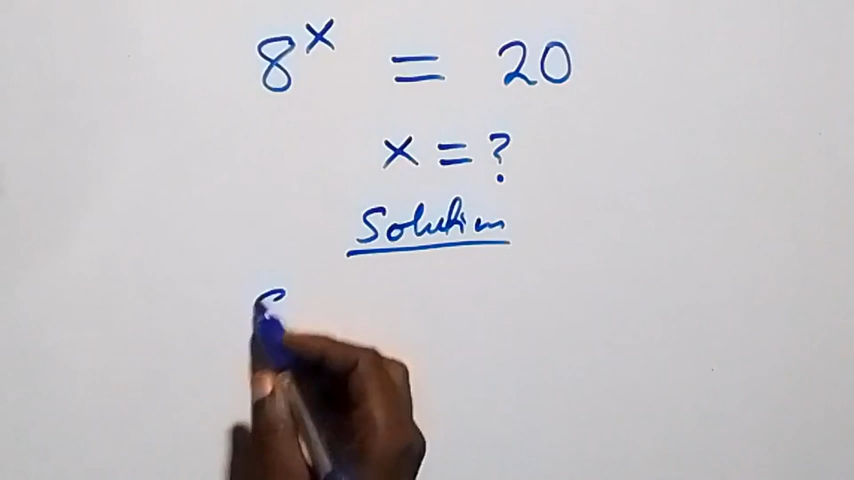 8^x = 20
x = ?
Solution